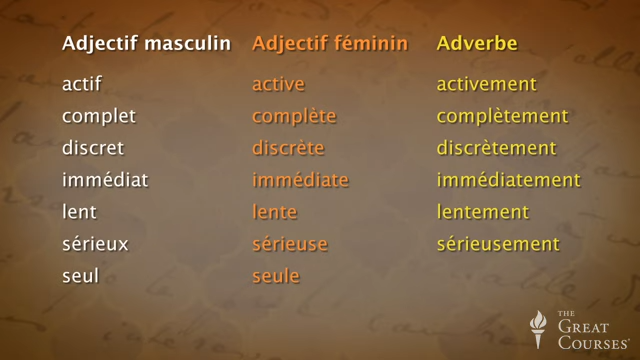 Adjectif masculin Adjectif féminin Adverbe
actif active activement
complet complète complètement
discret discrète discrètement
immédiat immédiate immédiatement
lent lente lentement
sérieux sérieuse sérieusement
seul seule
THE
GREAT
COURSES